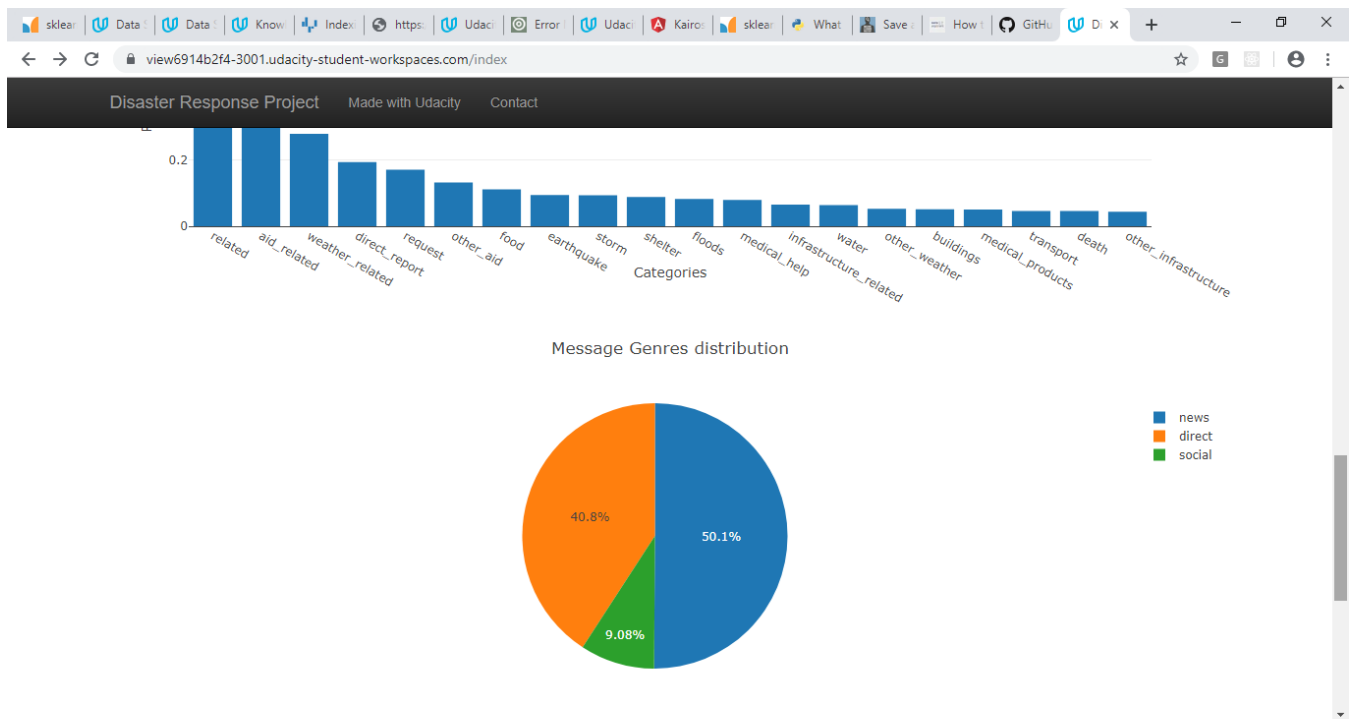 sklear Data S Data S Know Index https: Udaci Error Udaci Kairos sklear What Save a How t GitHu Di
view6914b2f4-3001.udacity-student-workspaces.com/index
G
Disaster Response Project Made with Udacity Contact
0.2
0
related aid_related weather_related direct_report request other_aid food earthquake storm shelter floods medical_help infrastructure_related water other_weather buildings medical_products transport death other_infrastructure
Categories
Message Genres distribution
news
direct
social
40.8%
50.1%
9.08%